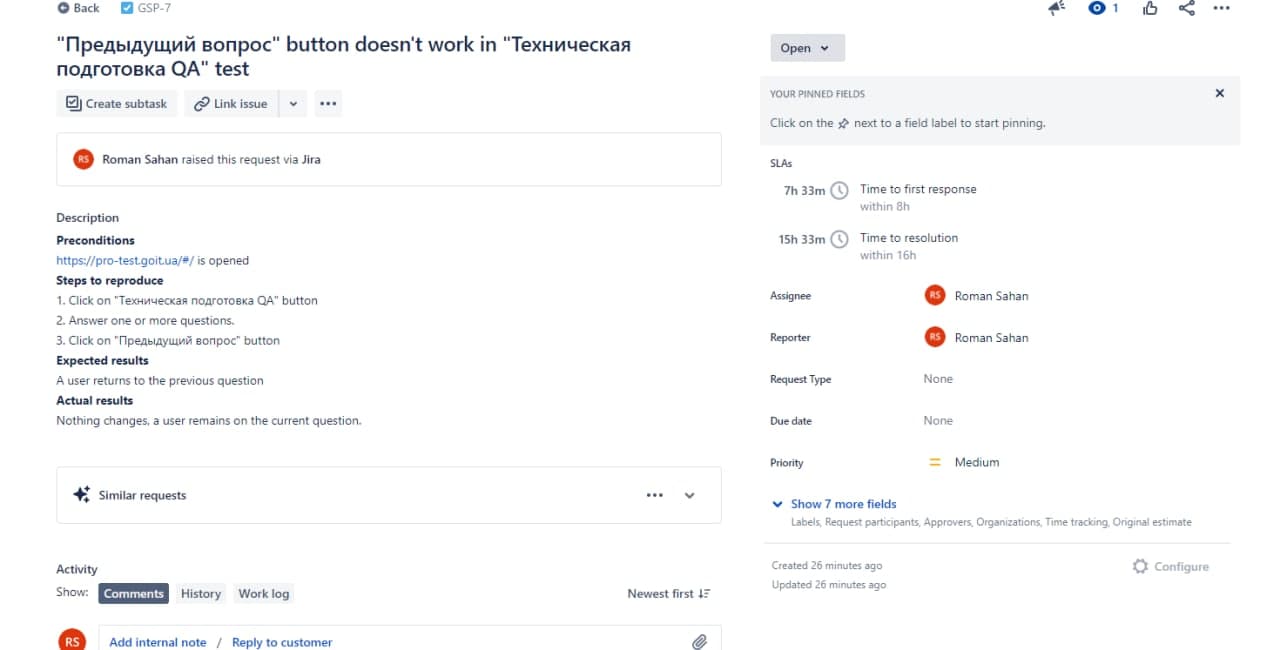 Back GSP-7
1
"Предыдущий вопрос" button doesn't work in "Техническая
подготовка QA" test
Create subtask Link issue
RS Roman Sahan raised this request via Jira
Description
Preconditions
https://pro-test.goit.ua/#/ is opened
Steps to reproduce
1. Click on "Техническая подготовка QA" button
2. Answer one or more questions.
3. Click on "Предыдущий вопрос" button
Expected results
A user returns to the previous question
Actual results
Nothing changes, a user remains on the current question.
Similar requests
Activity
Show: Comments History Work log Newest first
RS Add internal note / Reply to customer
Open
YOUR PINNED FIELDS
Click on the next to a field label to start pinning.
SLAs
7h 33m Time to first response
within 8h
15h 33m Time to resolution
within 16h
Assignee RS Roman Sahan
Reporter RS Roman Sahan
Request Type None
Due date None
Priority Medium
Show 7 more fields
Labels, Request participants, Approvers, Organizations, Time tracking, Original estimate
Created 26 minutes ago Configure
Updated 26 minutes ago